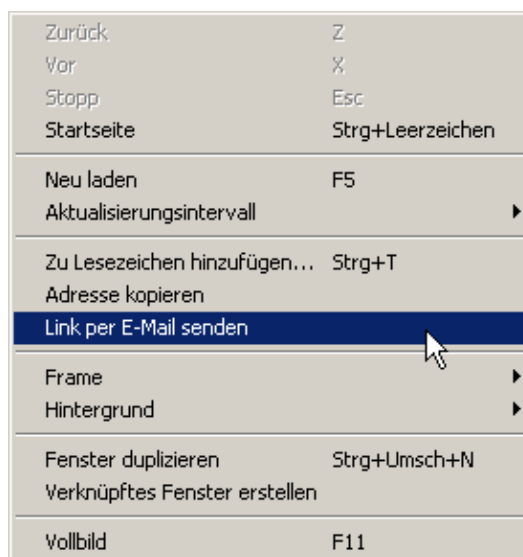 Zurück Z
Vor X
Stopp Esc
Startseite Strg+Leerzeichen
Neu laden F5
Aktualisierungsintervall
Zu Lesezeichen hinzufügen... Strg+T
Adresse kopieren
Link per E-Mail senden
Frame
Hintergrund
Fenster duplizieren Strg+Umsch+N
Verknüpftes Fenster erstellen
Vollbild F11